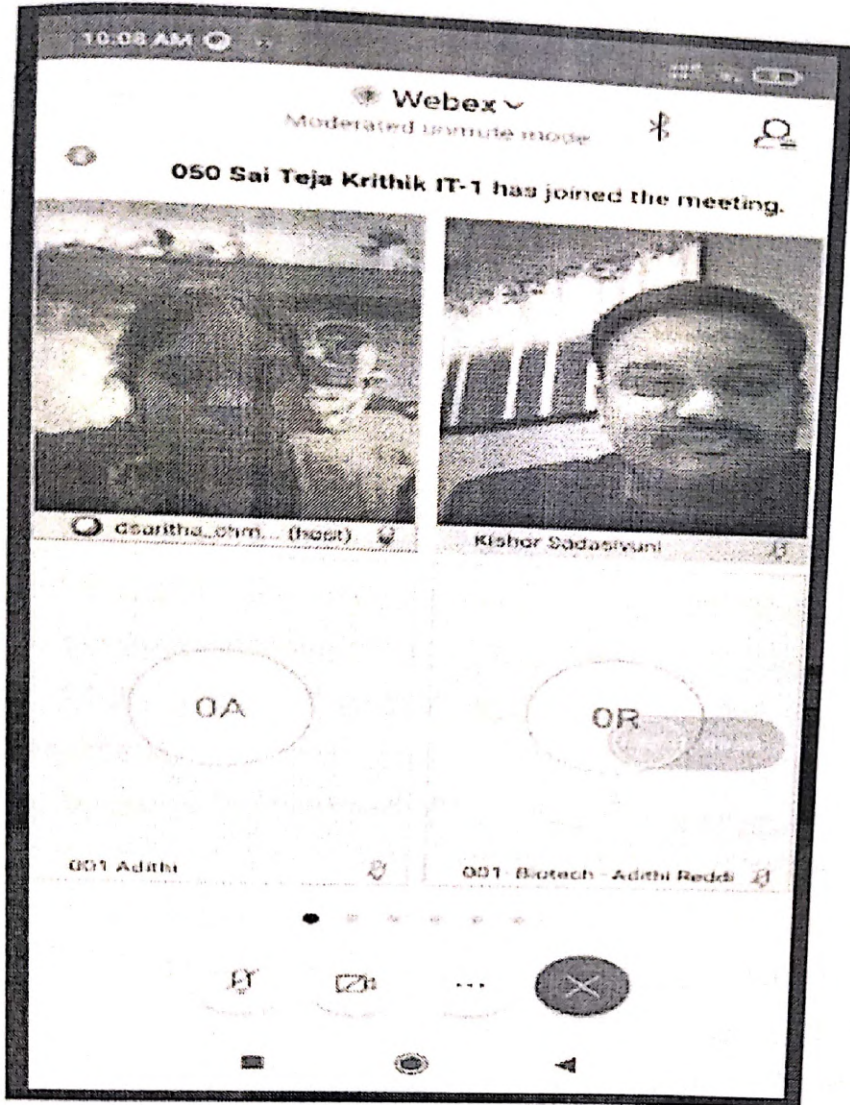 10:08 AM
Webex
Moderated unmute mode
050 Sai Teja Krithik IT-1 has joined the meeting.
dsaritha_chm... (host)
Kishor Sadasivuni
0A
0R
001 Adithi
001- Biotech - Adithi Reddi